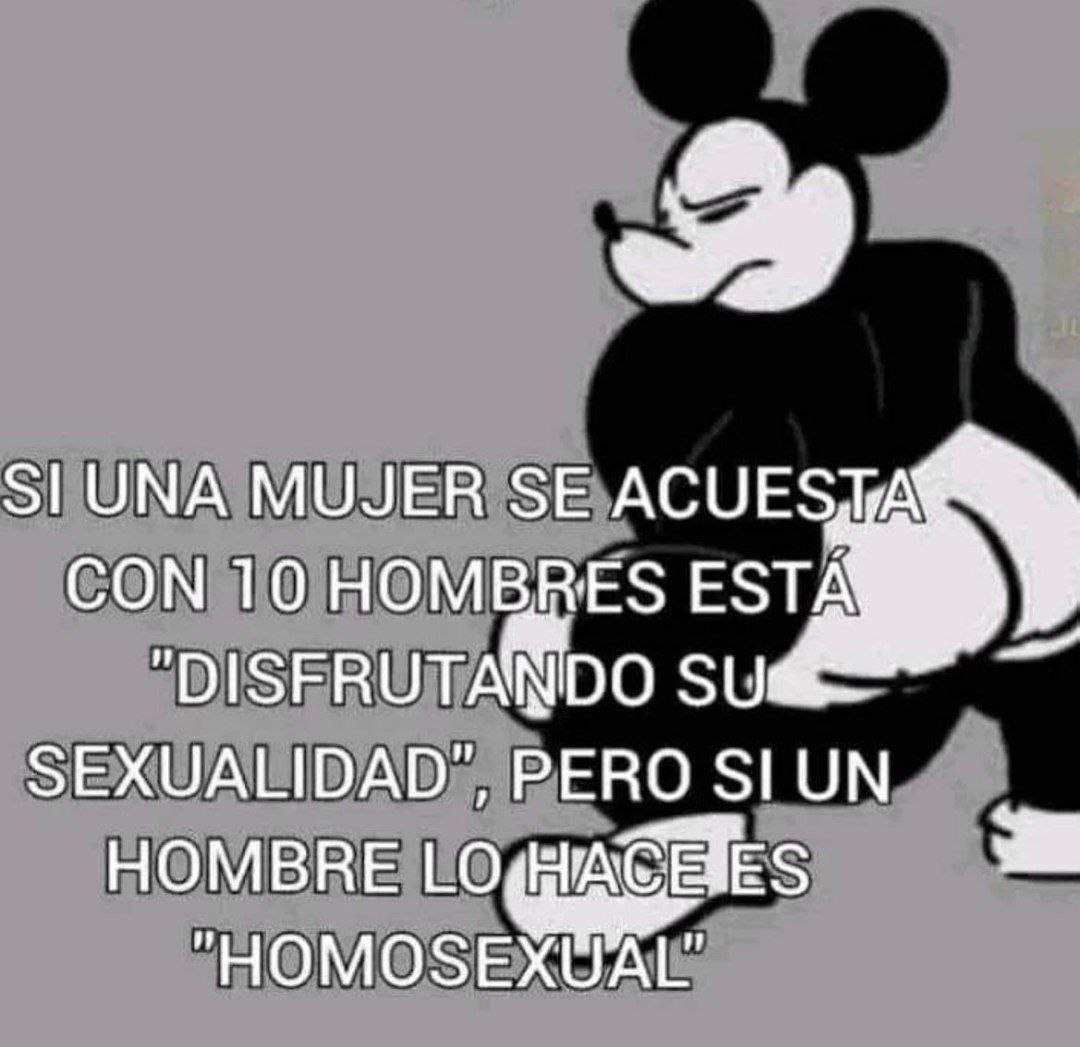 SI UNA MUJER SE ACUESTA
CON 10 HOMBRES ESTÁ
"DISFRUTANDO SU
SEXUALIDAD", PERO SI UN
HOMBRE LO HACE ES
"HOMOSEXUAL"